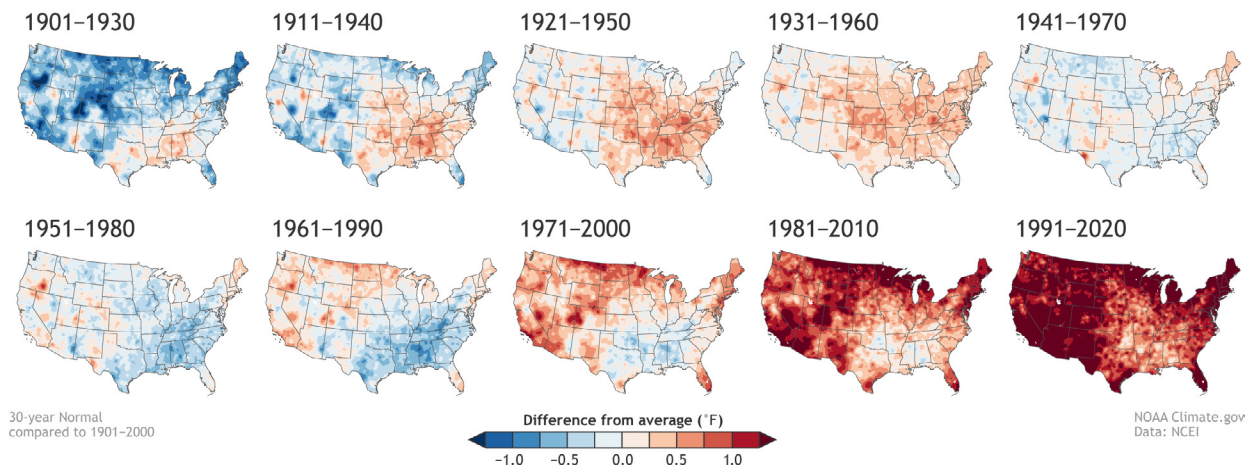 1901–1930
1911–1940
1921–1950
1931–1960
1941–1970
1951–1980
1961–1990
1971–2000
1981–2010
1991–2020
30-year Normal
compared to 1901–2000
Difference from average (°F)
−1.0 −0.5 0.0 0.5 1.0
NOAA Climate.gov
Data: NCEI